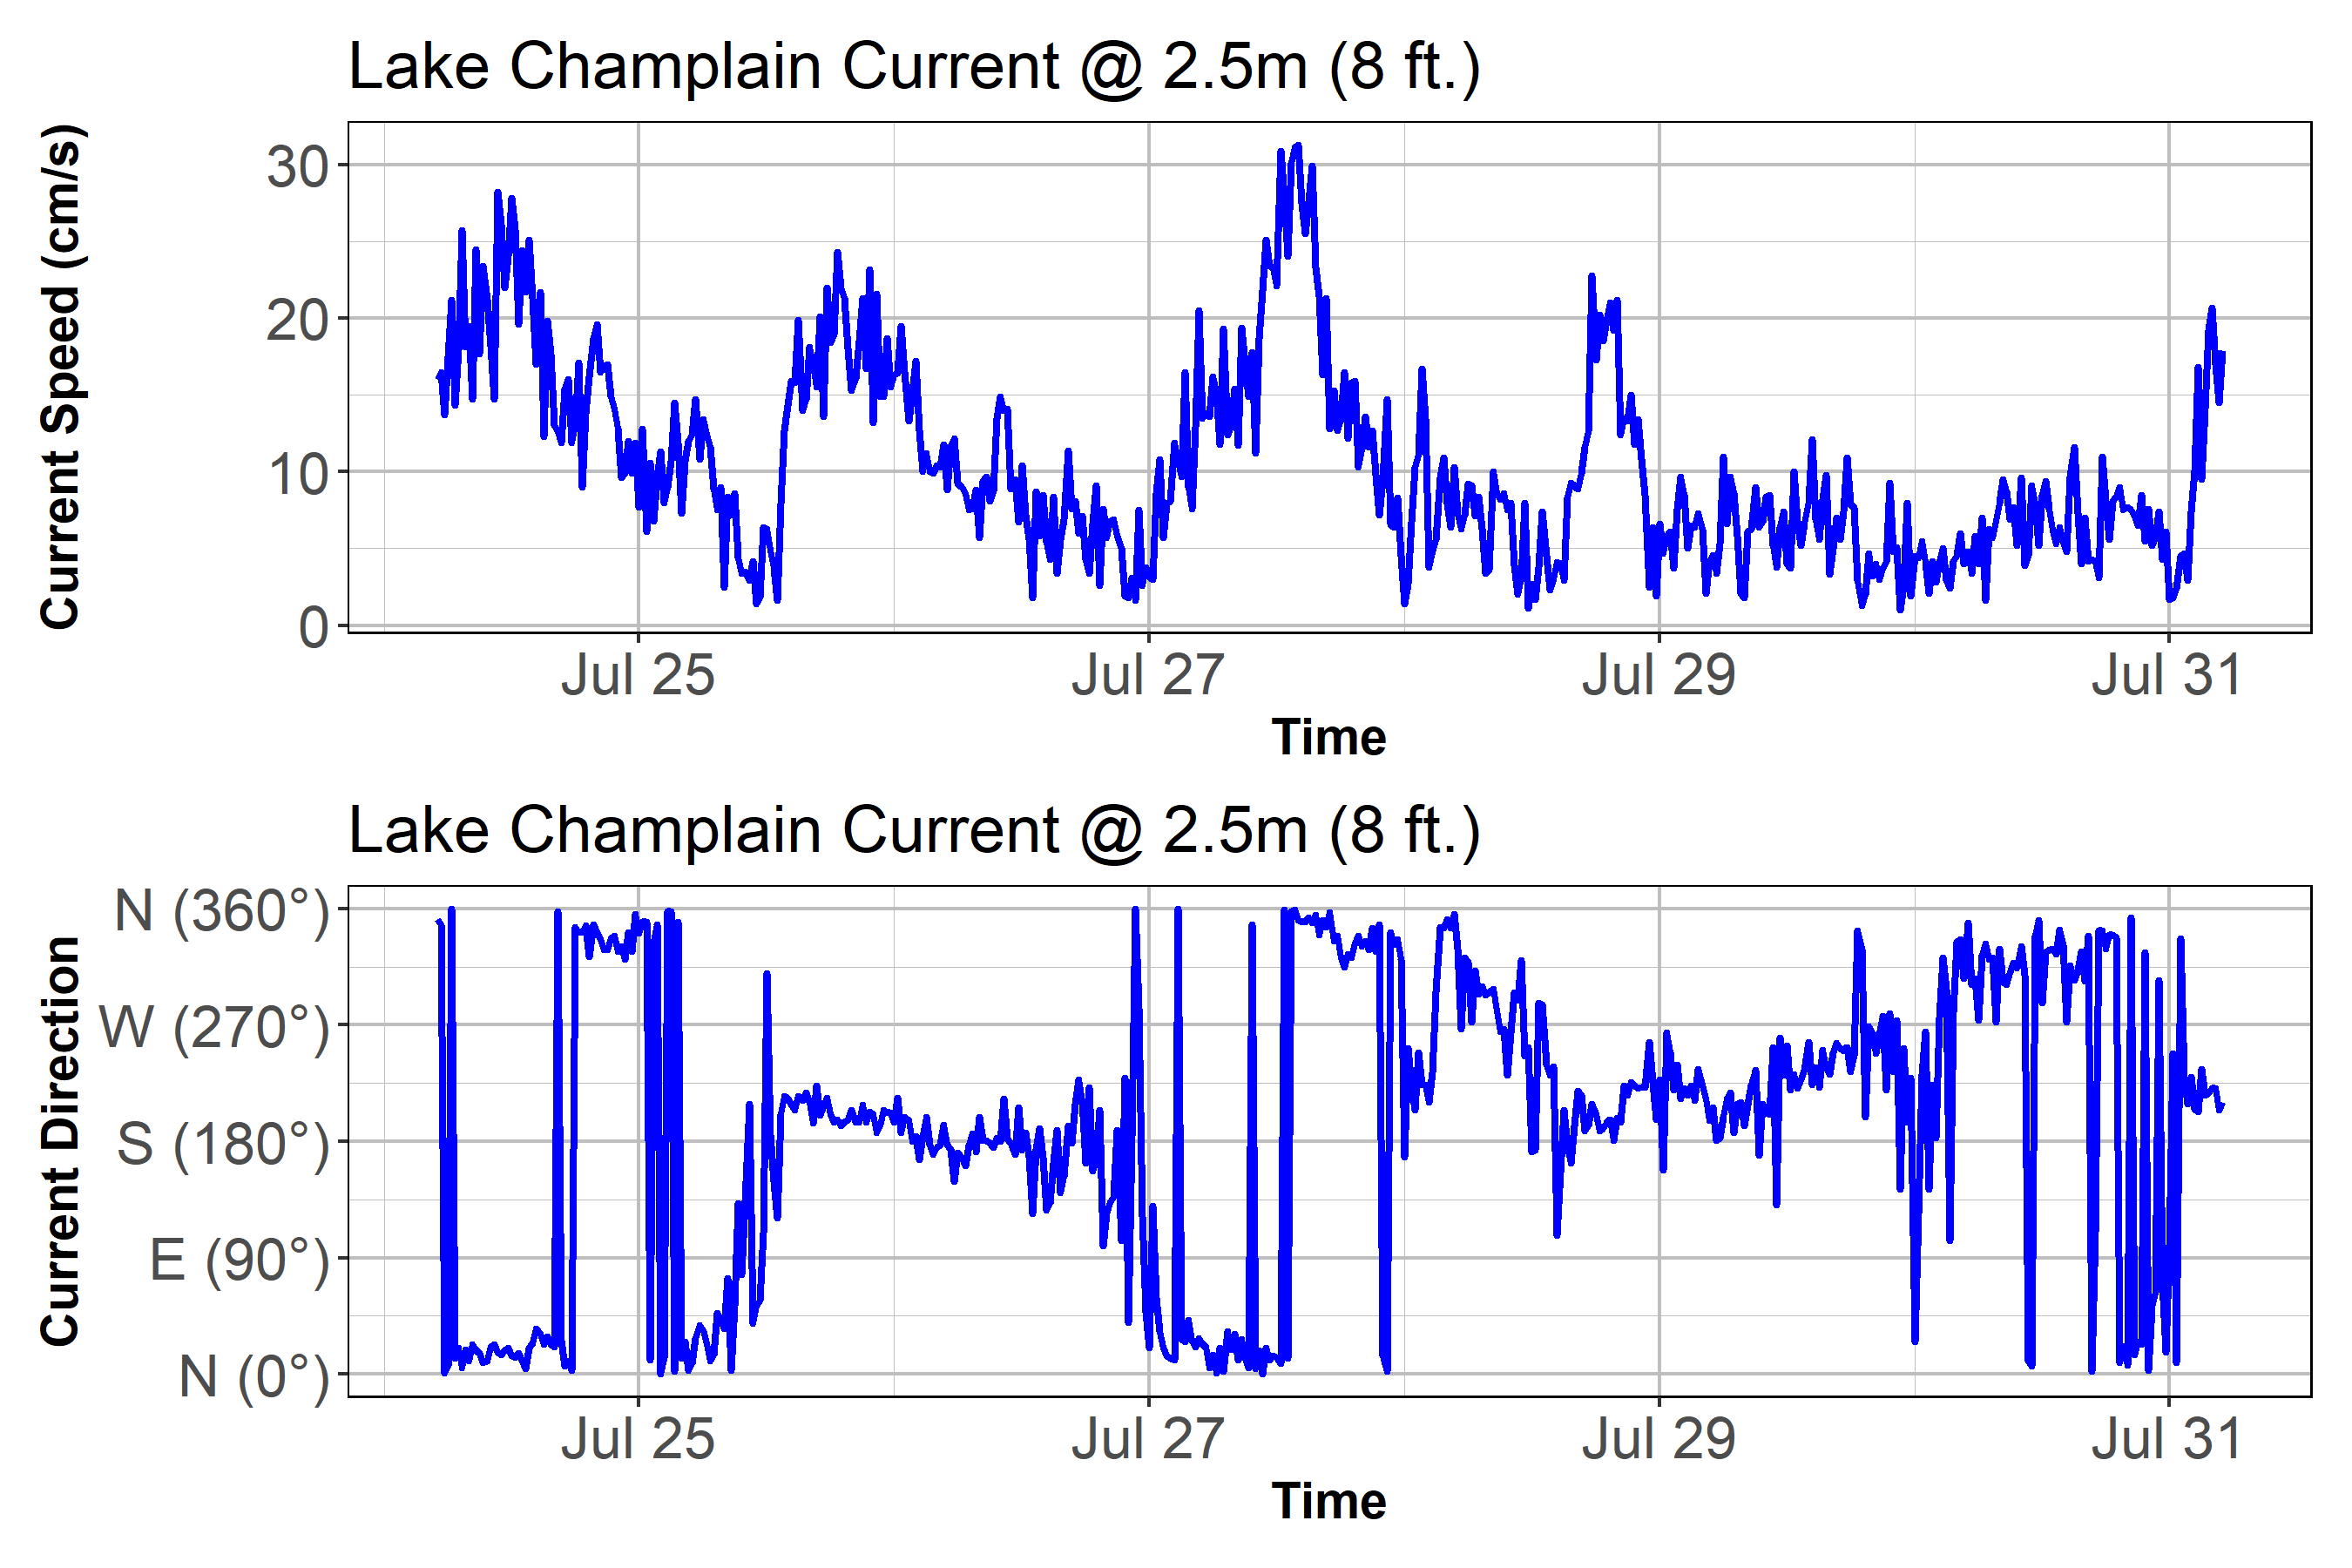 Lake Champlain Current @ 2.5m (8 ft.)
Current Speed (cm/s)
30
20
10
0
Jul 25 Jul 27 Jul 29 Jul 31
Time
Lake Champlain Current @ 2.5m (8 ft.)
Current Direction
N (360°)
W (270°)
S (180°)
E (90°)
N (0°)
Jul 25 Jul 27 Jul 29 Jul 31
Time